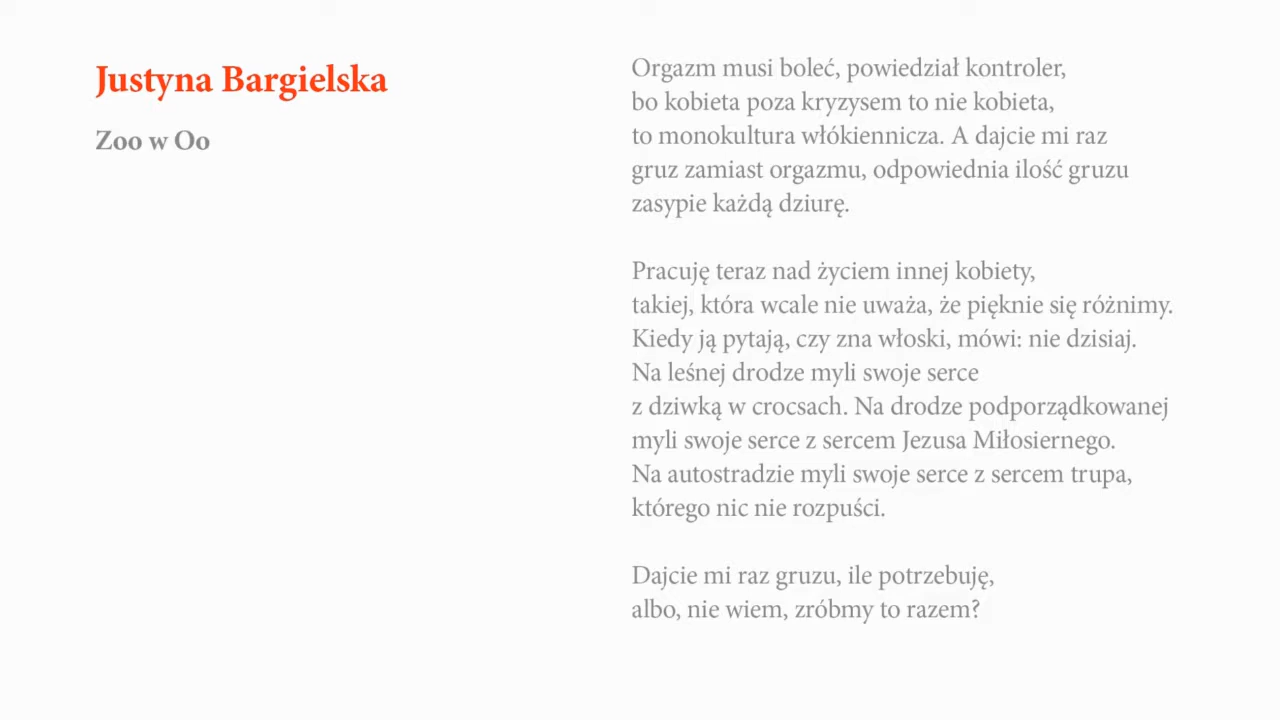 Justyna Bargielska
Zoo w Oo
Orgazm musi boleć, powiedział kontroler,
bo kobieta poza kryzysem to nie kobieta,
to monokultura włókiennicza. A dajcie mi raz
gruz zamiast orgazmu, odpowiednia ilość gruzu
zasypie każdą dziurę.
Pracuję teraz nad życiem innej kobiety,
takiej, która wcale nie uważa, że pięknie się różnimy.
Kiedy ją pytają, czy zna włoski, mówi: nie dzisiaj.
Na leśnej drodze myli swoje serce
z dziwką w crocsach. Na drodze podporządkowanej
myli swoje serce z sercem Jezusa Miłosiernego.
Na autostradzie myli swoje serce z sercem trupa,
którego nic nie rozpuści.
Dajcie mi raz gruzu, ile potrzebuję,
albo, nie wiem, zróbmy to razem?